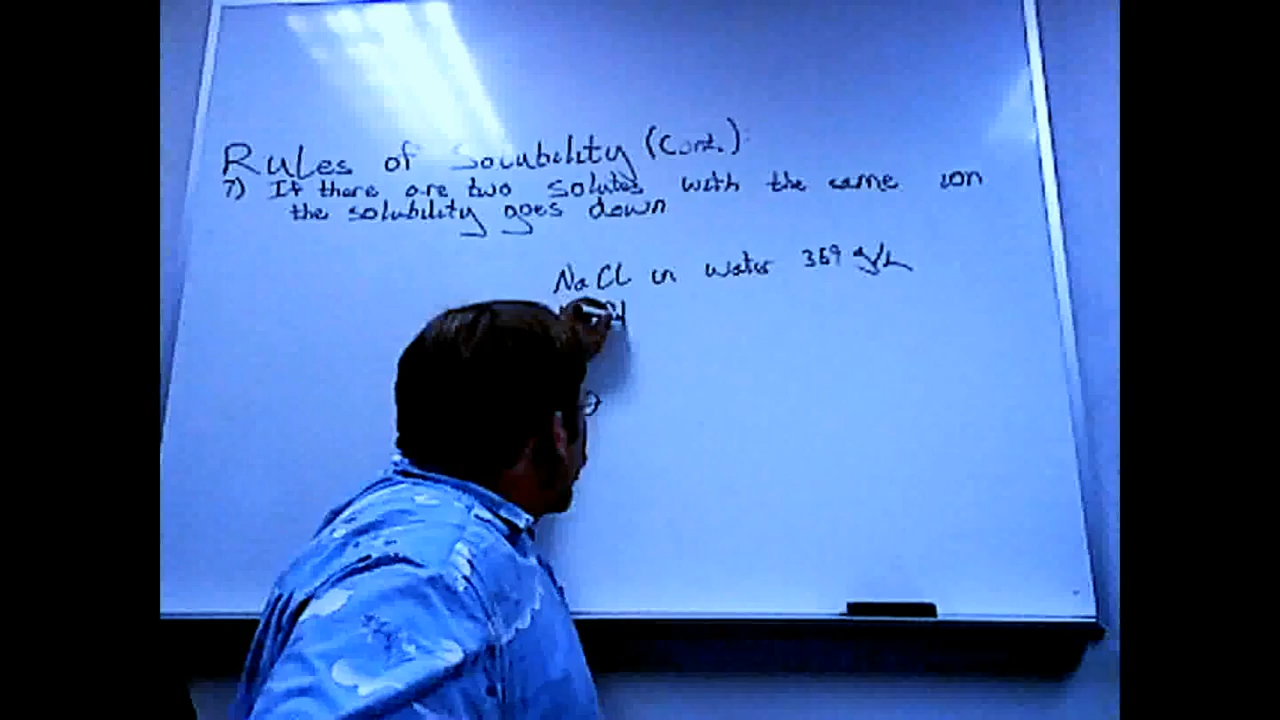 Rules of Solubility (Cont.):
7) If there are two solutes with the same ion
the solubility goes down
NaCl in water 359 g/L